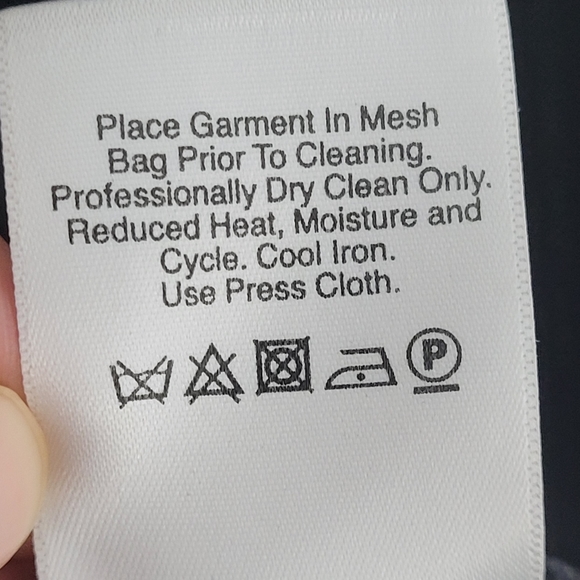 Place Garment In Mesh
Bag Prior To Cleaning.
Professionally Dry Clean Only.
Reduced Heat, Moisture and
Cycle. Cool Iron.
Use Press Cloth.
P